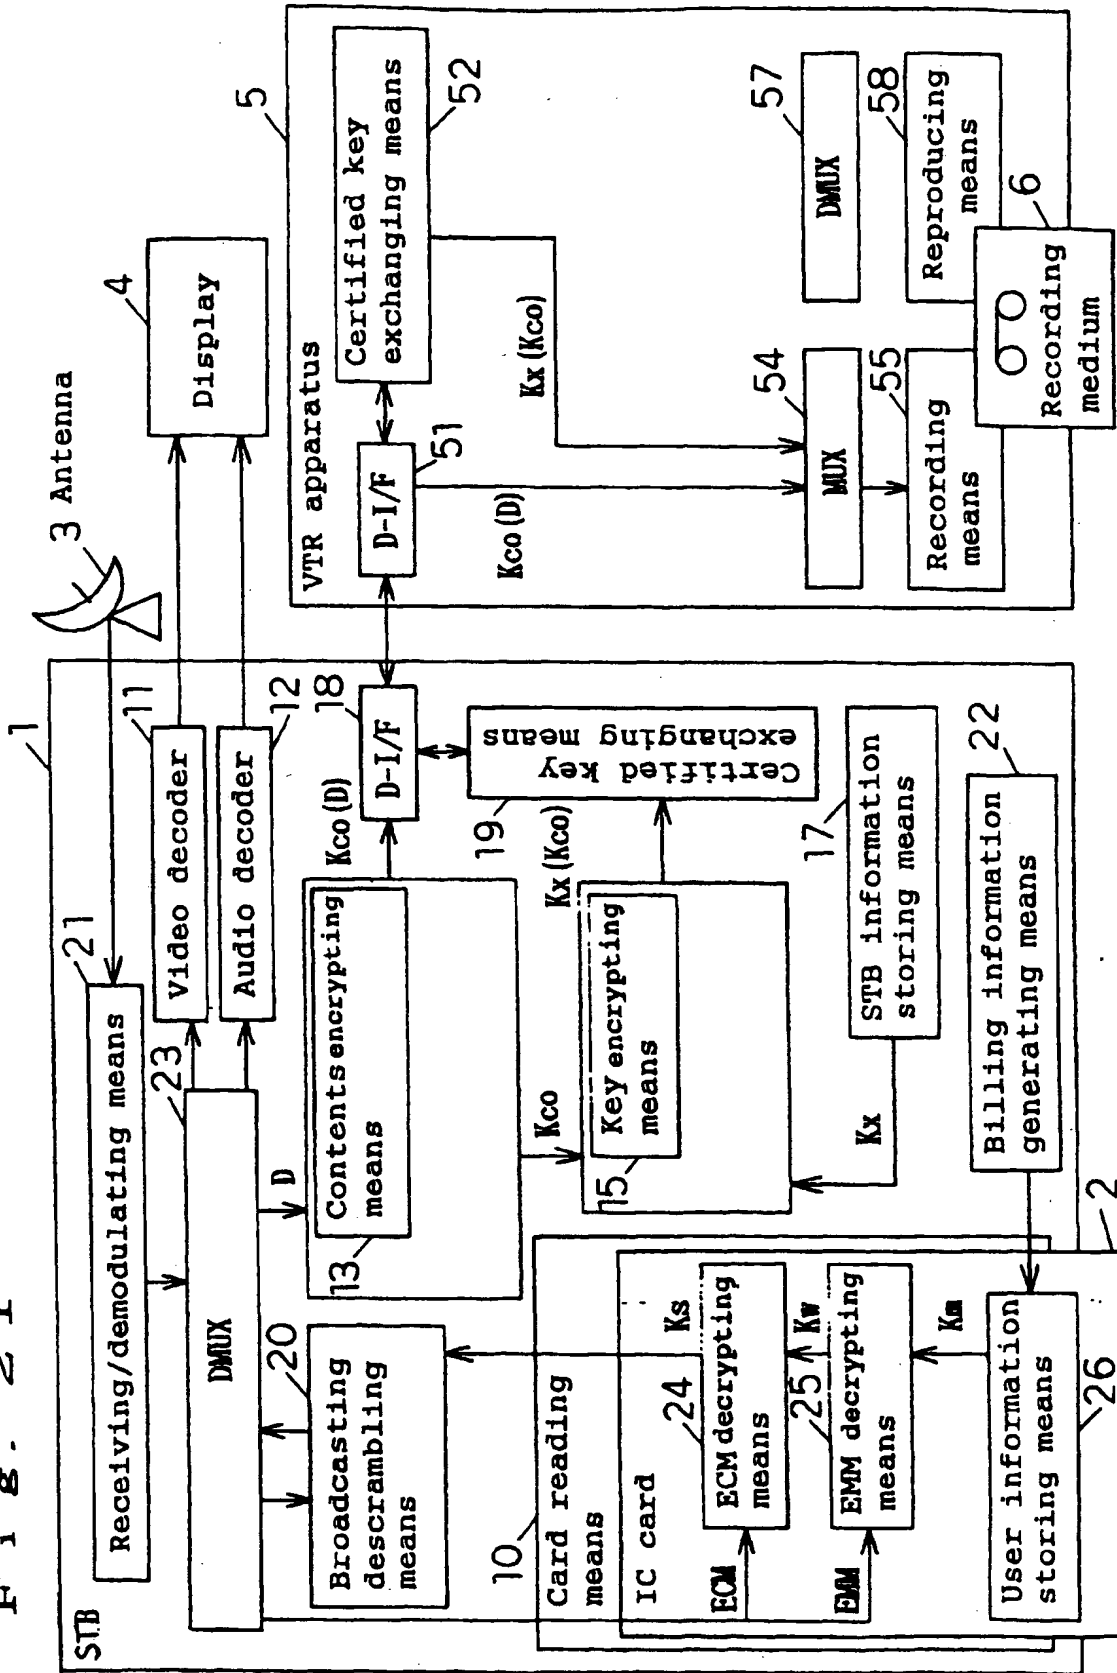 Fig. 21
STB
1
Receiving/demodulating means
21
3 Antenna
DMUX
23
Video decoder
11
Audio decoder
12
4
Display
D
Contents encrypting
means
13
Kco(D)
D-I/F
18
Kco
Key encrypting
means
15
Kx(Kco)
19
Certified key
exchanging means
Kx
STB information
storing means
17
Billing information
generating means
22
Broadcasting
descrambling
means
20
10
Card reading
means
IC card
2
ECM
ECM decrypting
means
24
Ks
EMM
EMM decrypting
means
25
Kw
Km
User information
storing means
26
VTR apparatus
5
D-I/F
51
Certified key
exchanging means
52
Kco(D)
Kx(Kco)
MUX
54
DMUX
57
Recording
means
55
Reproducing
means
58
Recording
medium
6